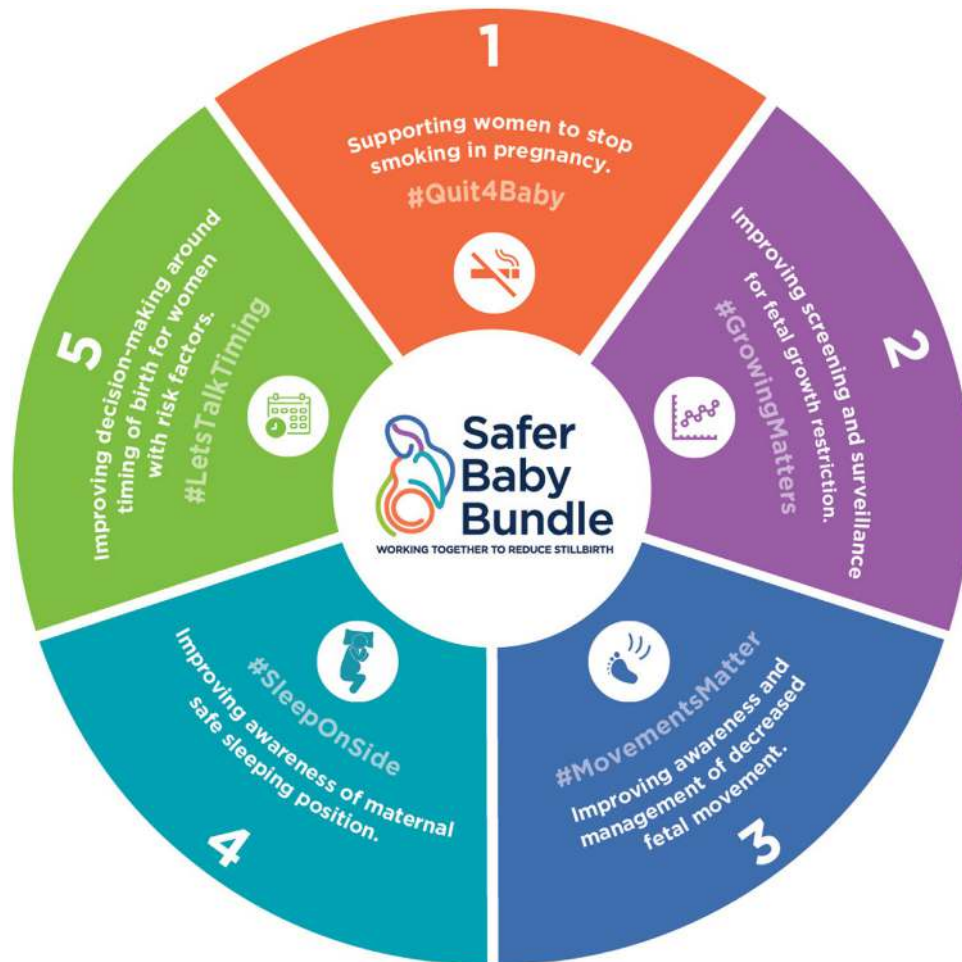 1
Supporting women to stop
smoking in pregnancy.
#Quit4Baby
2
Improving screening and surveillance
for fetal growth restriction.
#GrowingMatters
#MovementsMatter
Improving awareness and
management of decreased
fetal movement.
3
#SleepOnSide
Improving awareness of maternal
safe sleeping position.
4
5
Improving decision-making around
timing of birth for women
with risk factors.
#LetsTalkTiming
Safer
Baby
Bundle
WORKING TOGETHER TO REDUCE STILLBIRTH